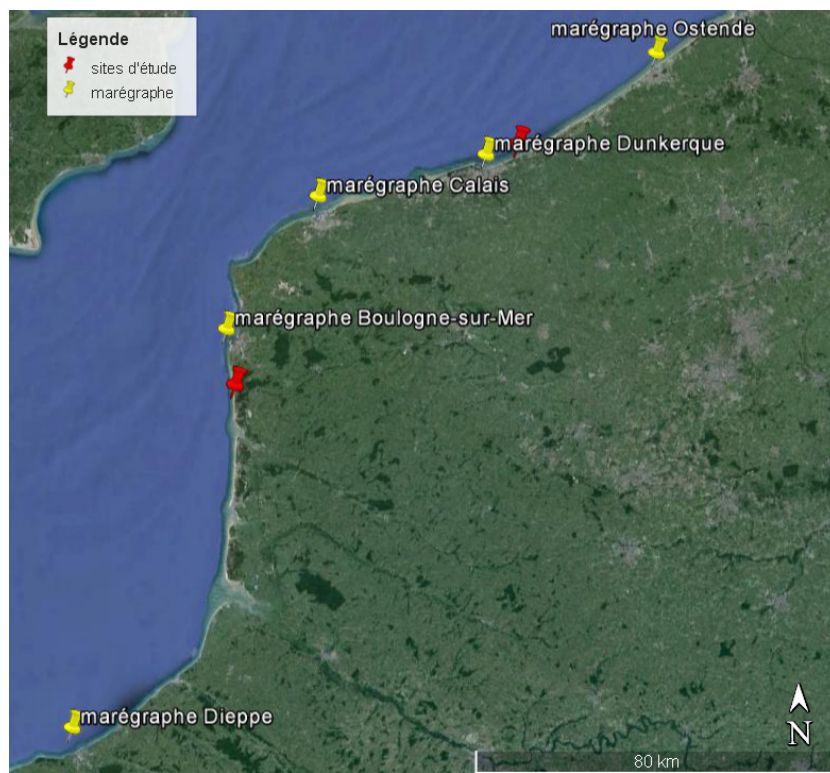 Légende
sites d'étude
marégraphe
marégraphe Ostende
marégraphe Dunkerque
marégraphe Calais
marégraphe Boulogne-sur-Mer
marégraphe Dieppe
N
80 km